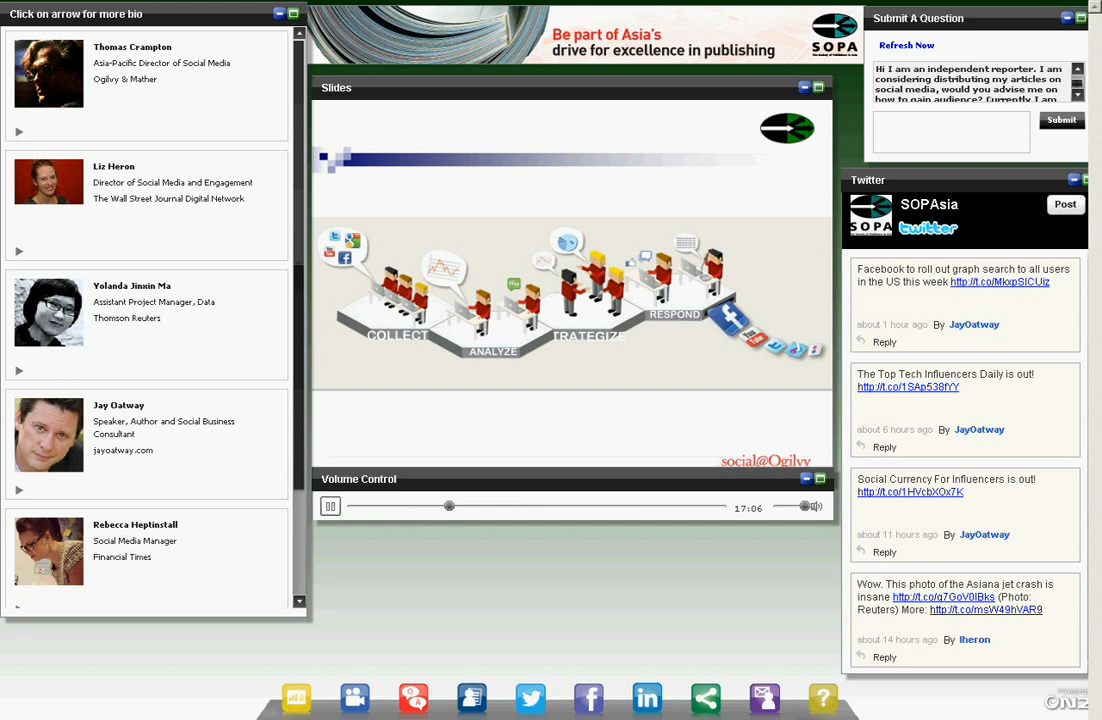 Click on arrow for more bio
Thomas Crampton
Asia-Pacific Director of Social Media
Ogilvy & Mather
Liz Heron
Director of Social Media and Engagement
The Wall Street Journal Digital Network
Yolanda Jinxin Ma
Assistant Project Manager, Data
Thomson Reuters
Jay Oatway
Speaker, Author and Social Business
Consultant
jayoatway.com
Rebecca Heptinstall
Social Media Manager
Financial Times
Be part of Asia's
drive for excellence in publishing
SOPA
Slides
COLLECT
ANALYZE
TRATEGIZE
RESPOND
social@Ogilvy
Volume Control
17:06
Submit A Question
Refresh Now
Hi I am an independent reporter. I am
considering distributing my articles on
social media, would you advise me on
how to gain audience? Currently I am
Submit
Twitter
SOPA
SOPAsia
twitter
Post
Facebook to roll out graph search to all users
in the US this week http://t.co/MkxpSICUiz
about 1 hour ago By JayOatway
Reply
The Top Tech Influencers Daily is out!
http://t.co/1SAp538fYY
about 6 hours ago By JayOatway
Reply
Social Currency For Influencers is out!
http://t.co/1HVcbXOx7K
about 11 hours ago By JayOatway
Reply
Wow. This photo of the Asiana jet crash is
insane http://t.co/q7GoV0IBks (Photo:
Reuters) More: http://t.co/msW49hVAR9
about 14 hours ago By lheron
Reply